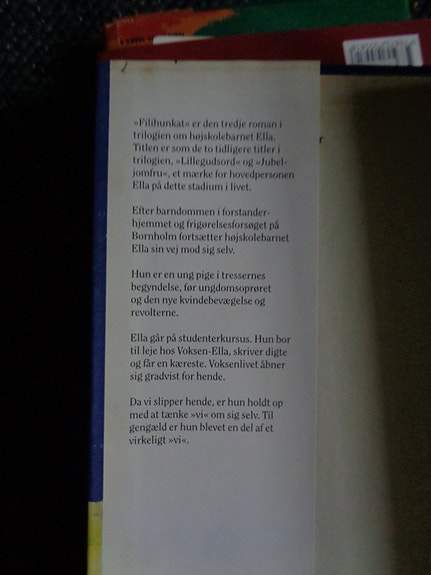 »Filihunkat« er den tredje roman i
trilogien om højskolebarnet Ella.
Titlen er som de to tidligere titler i
trilogien, »Lillegudsord« og »Jubel-
jomfru«, et mærke for hovedpersonen
Ella på dette stadium i livet.
Efter barndommen i forstander-
hjemmet og frigørelsesforsøget på
Bornholm fortsætter højskolebarnet
Ella sin vej mod sig selv.
Hun er en ung pige i tressernes
begyndelse, før ungdomsoprøret
og den nye kvindebevægelse og
revolterne.
Ella går på studenterkursus. Hun bor
til leje hos Voksen-Ella, skriver digte
og får en kæreste. Voksenlivet åbner
sig gradvist for hende.
Da vi slipper hende, er hun holdt op
med at tænke »vi« om sig selv. Til
gengæld er hun blevet en del af et
virkeligt »vi«.